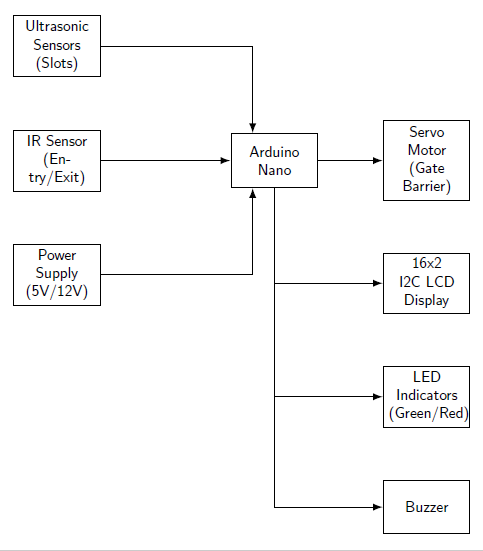 Ultrasonic
Sensors
(Slots)
IR Sensor
(En-
try/Exit)
Power
Supply
(5V/12V)
Arduino
Nano
Servo
Motor
(Gate
Barrier)
16x2
I2C LCD
Display
LED
Indicators
(Green/Red)
Buzzer